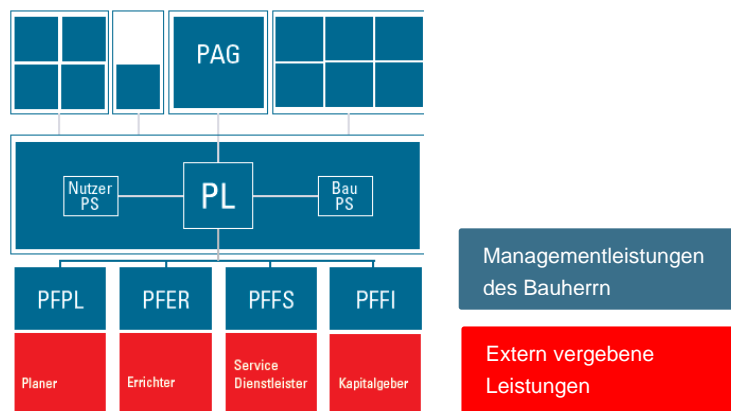 PAG
Nutzer
PS
PL
Bau
PS
PFPL
PFER
PFFS
PFFI
Planer
Errichter
Service
Dienstleister
Kapitalgeber
Managementleistungen
des Bauherrn
Extern vergebene
Leistungen